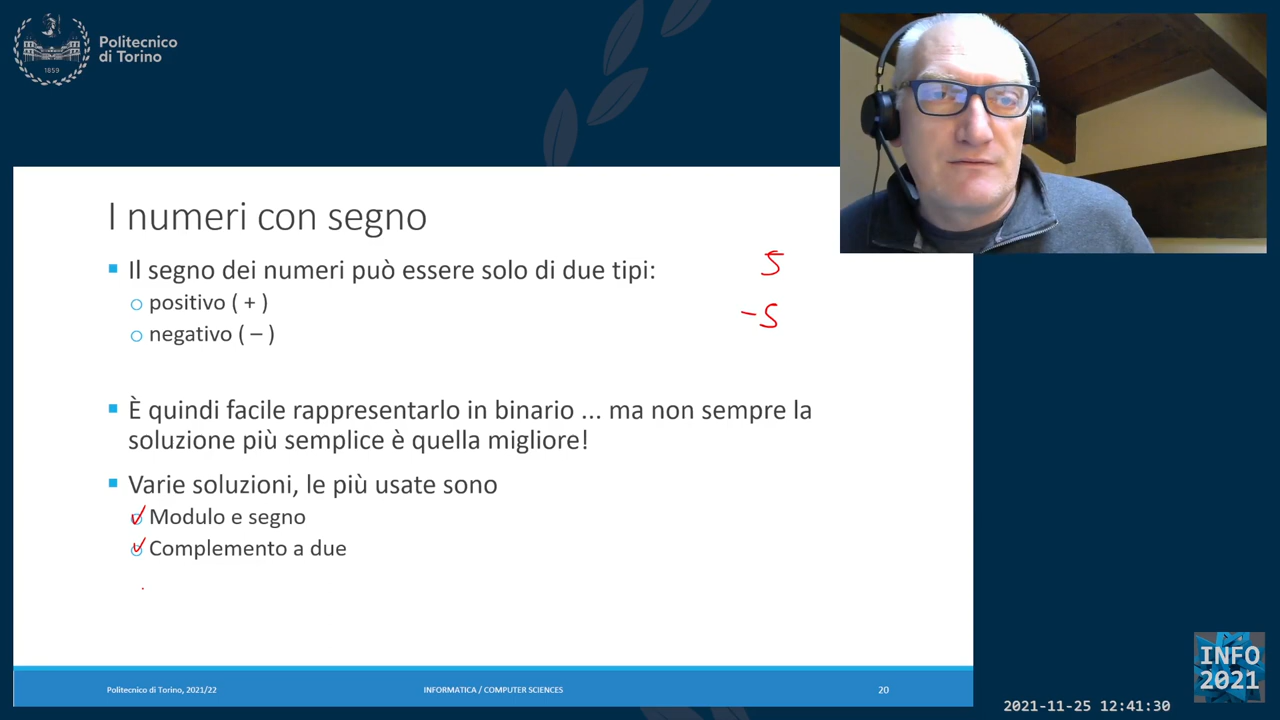 Politecnico
di Torino
1859
I numeri con segno
Il segno dei numeri può essere solo di due tipi:
positivo ( + )
negativo ( – )
5
-5
È quindi facile rappresentarlo in binario ... ma non sempre la
soluzione più semplice è quella migliore!
Varie soluzioni, le più usate sono
Modulo e segno
Complemento a due
Politecnico di Torino, 2021/22
INFORMATICA / COMPUTER SCIENCES
20
INFO
2021
2021-11-25 12:41:30